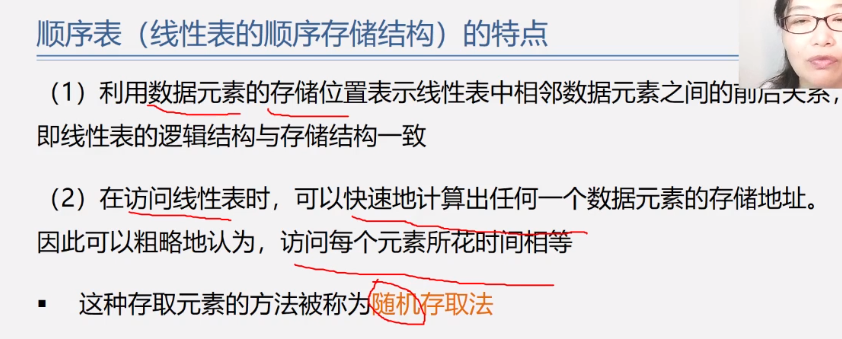 顺序表（线性表的顺序存储结构）的特点
（1）利用数据元素的存储位置表示线性表中相邻数据元素之间的前后关系，
即线性表的逻辑结构与存储结构一致
（2）在访问线性表时，可以快速地计算出任何一个数据元素的存储地址。
因此可以粗略地认为，访问每个元素所花时间相等
▪ 这种存取元素的方法被称为随机存取法